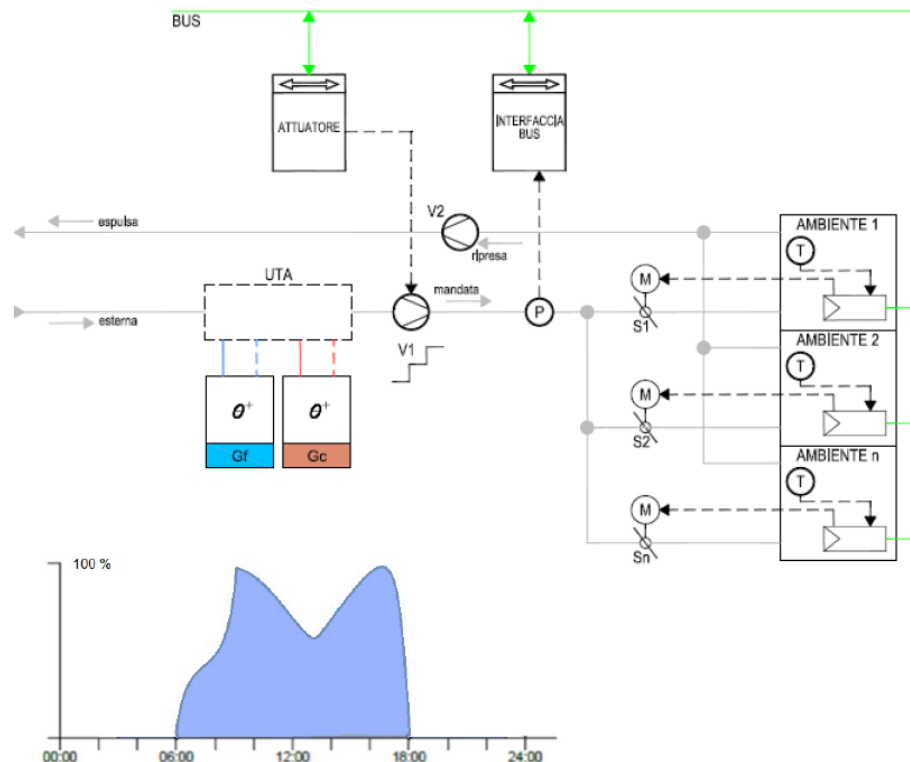 BUS
ATTUATORE
INTERFACCIA
BUS
espulsa
V2
ripresa
AMBIENTE 1
T
UTA
mandata
M
esterna
P
S1
V1
AMBIENTE 2
T
M
θ+
θ+
S2
Gf
Gc
AMBIENTE n
T
M
Sn
100 %
00:00
06:00
12:00
18:00
24:00